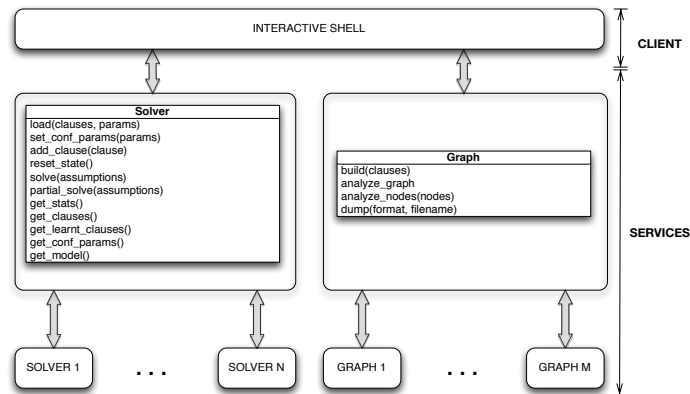 INTERACTIVE SHELL
CLIENT
Solver
load(clauses, params)
set_conf_params(params)
add_clause(clause)
reset_state()
solve(assumptions)
partial_solve(assumptions)
get_stats()
get_clauses()
get_learnt_clauses()
get_conf_params()
get_model()
Graph
build(clauses)
analyze_graph
analyze_nodes(nodes)
dump(format, filename)
SERVICES
SOLVER 1
. . .
SOLVER N
GRAPH 1
. . .
GRAPH M